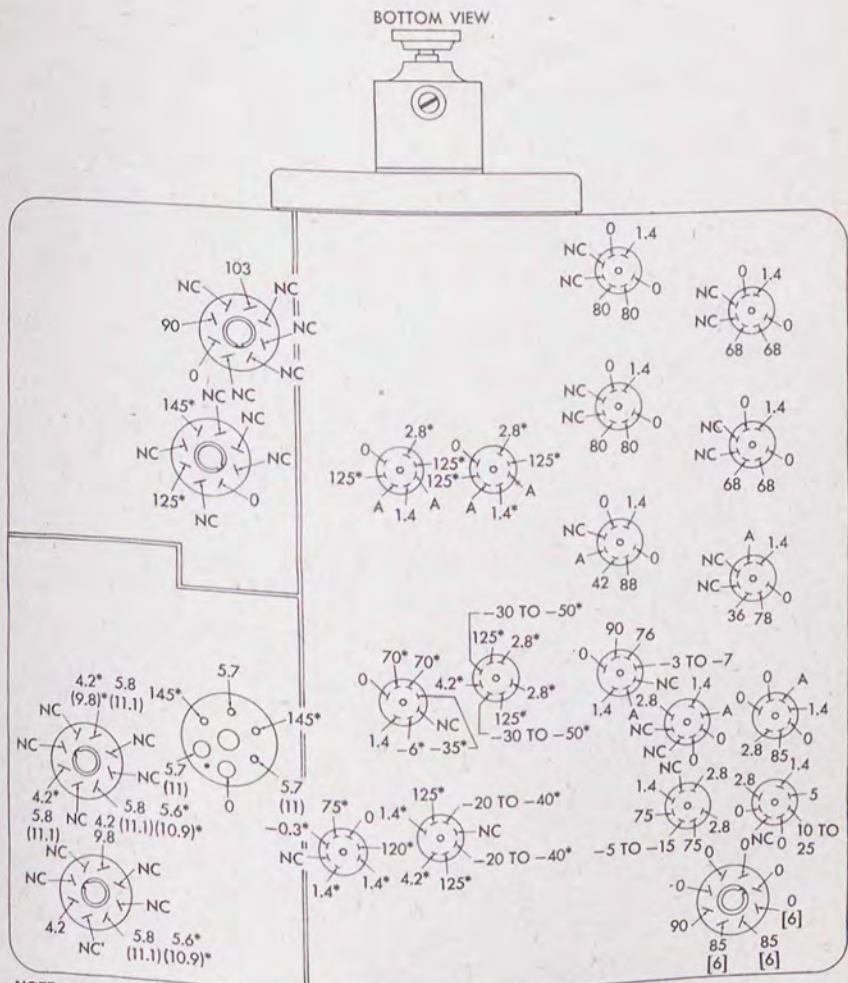 BOTTOM VIEW
0 1.4
NC
NC
0
80 80
0 1.4
NC
NC
0
68 68
103
NC NC
90 NC
0 NC
NC NC
0 1.4
NC
NC
0
80 80
0 1.4
NC
NC
0
68 68
145* NC NC
NC NC
125* 0
NC
2.8*
0 125*
125*
A 1.4 A
2.8*
0 125*
125*
A 1.4* A
0 1.4
NC
A 0
42 88
A 1.4
NC
NC 0
36 78
-30 TO -50*
125* 2.8*
4.2* 2.8*
125*
-30 TO -50*
70* 70*
0
NC
1.4 -6* -35*
90 76
0 -3 TO -7
NC
1.4 A
1.4
2.8 A
NC
NC 0
0 A
0 1.4
0
2.8 85
4.2* 5.8
(9.8)* (11.1)
NC NC
NC NC
4.2*
5.8
(11.1)
NC
5.8 5.6*
(11.1)(10.9)*
5.7
145* 145*
5.7
(11)
*
0
5.7
(11)
4.2
9.8
NC NC
NC NC
4.2
NC'
5.8 5.6*
(11.1)(10.9)*
75* 0
-0.3* 120*
NC
1.4* 1.4*
125*
1.4* -20 TO -40*
NC
-20 TO -40*
4.2* 125*
NC 2.8
1.4
75 2.8
-5 TO -15 75
1.4
2.8 5
0
NC 0
10 TO
25
0 0
0 0
90 0
[6]
85 85
[6] [6]